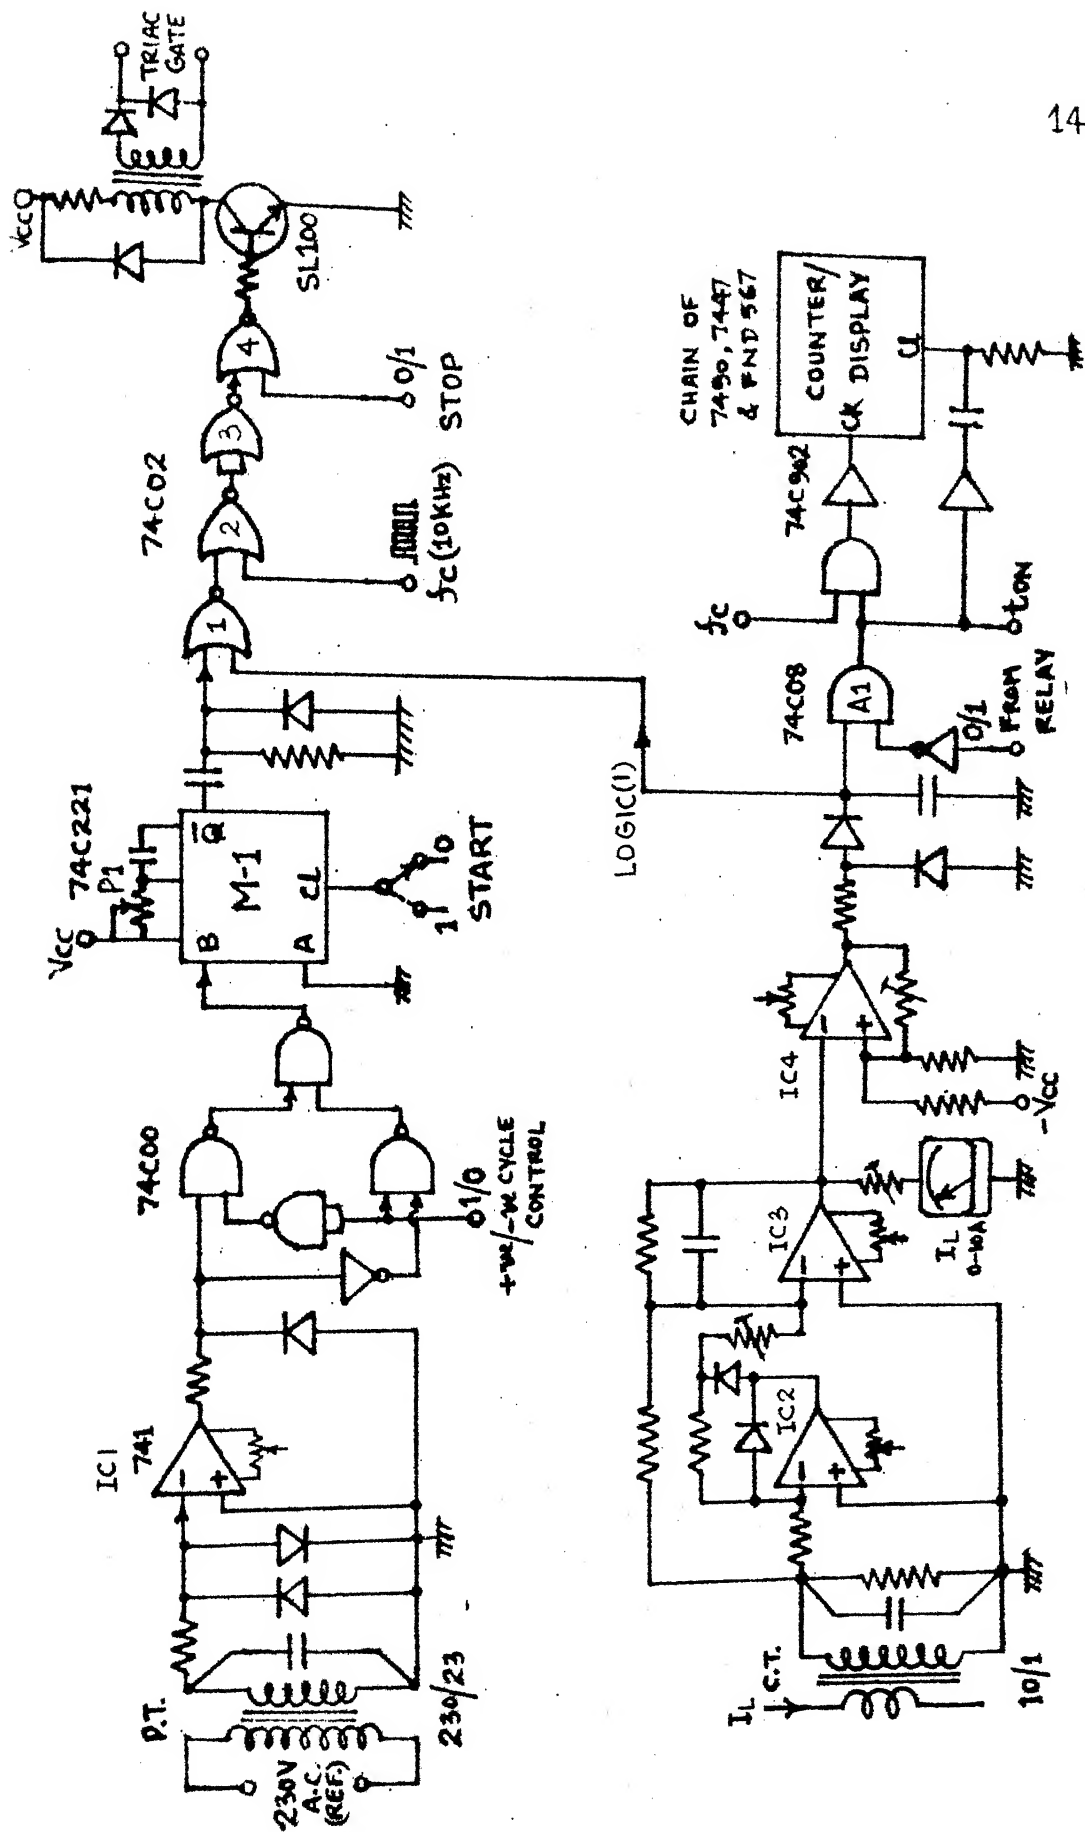 14
P.T.
230V
A.C.
(REF.)
230/23
IC1
741
−
+
74C00
1/0
+ve/-ve CYCLE
CONTROL
VCC
P1
74C221
B
Q
M-1
A
CL
1
0
START
74C02
1
2
3
4
fC(10KHz)
0/1
STOP
VCC
SL100
TRIAC
GATE
LOGIC(1)
IL
C.T.
10/1
IC2
−
+
IC3
−
+
IL
0-10A
IC4
−
+
-VCC
74C08
A1
0/1
FROM
RELAY
fC
tON
74C902
CHAIN OF
7490, 7447
& FND567
COUNTER/
CK DISPLAY
Cl